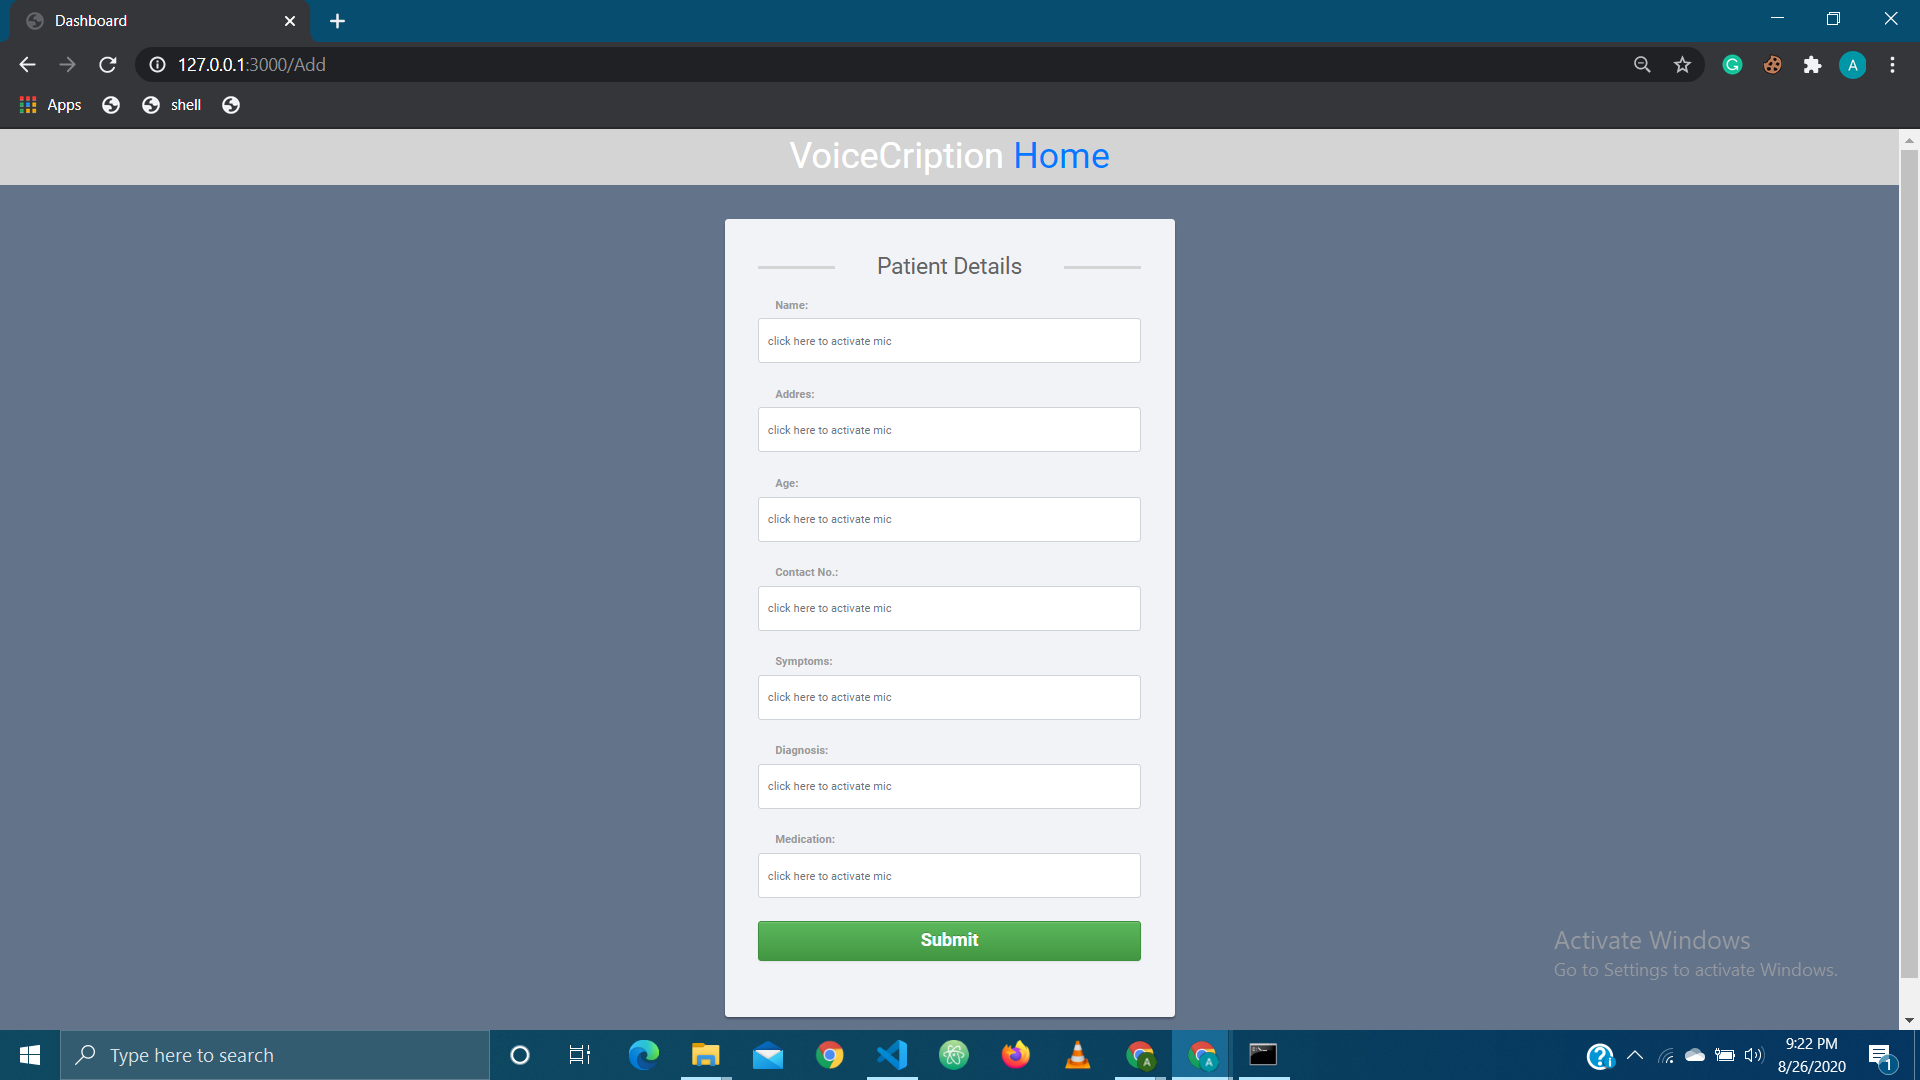 Dashboard
127.0.0.1:3000/Add
A
Apps
shell
VoiceCription Home
Patient Details
Name:
click here to activate mic
Addres:
click here to activate mic
Age:
click here to activate mic
Contact No.:
click here to activate mic
Symptoms:
click here to activate mic
Diagnosis:
click here to activate mic
Medication:
click here to activate mic
Submit
Activate Windows
Go to Settings to activate Windows.
Type here to search
9:22 PM
8/26/2020
1